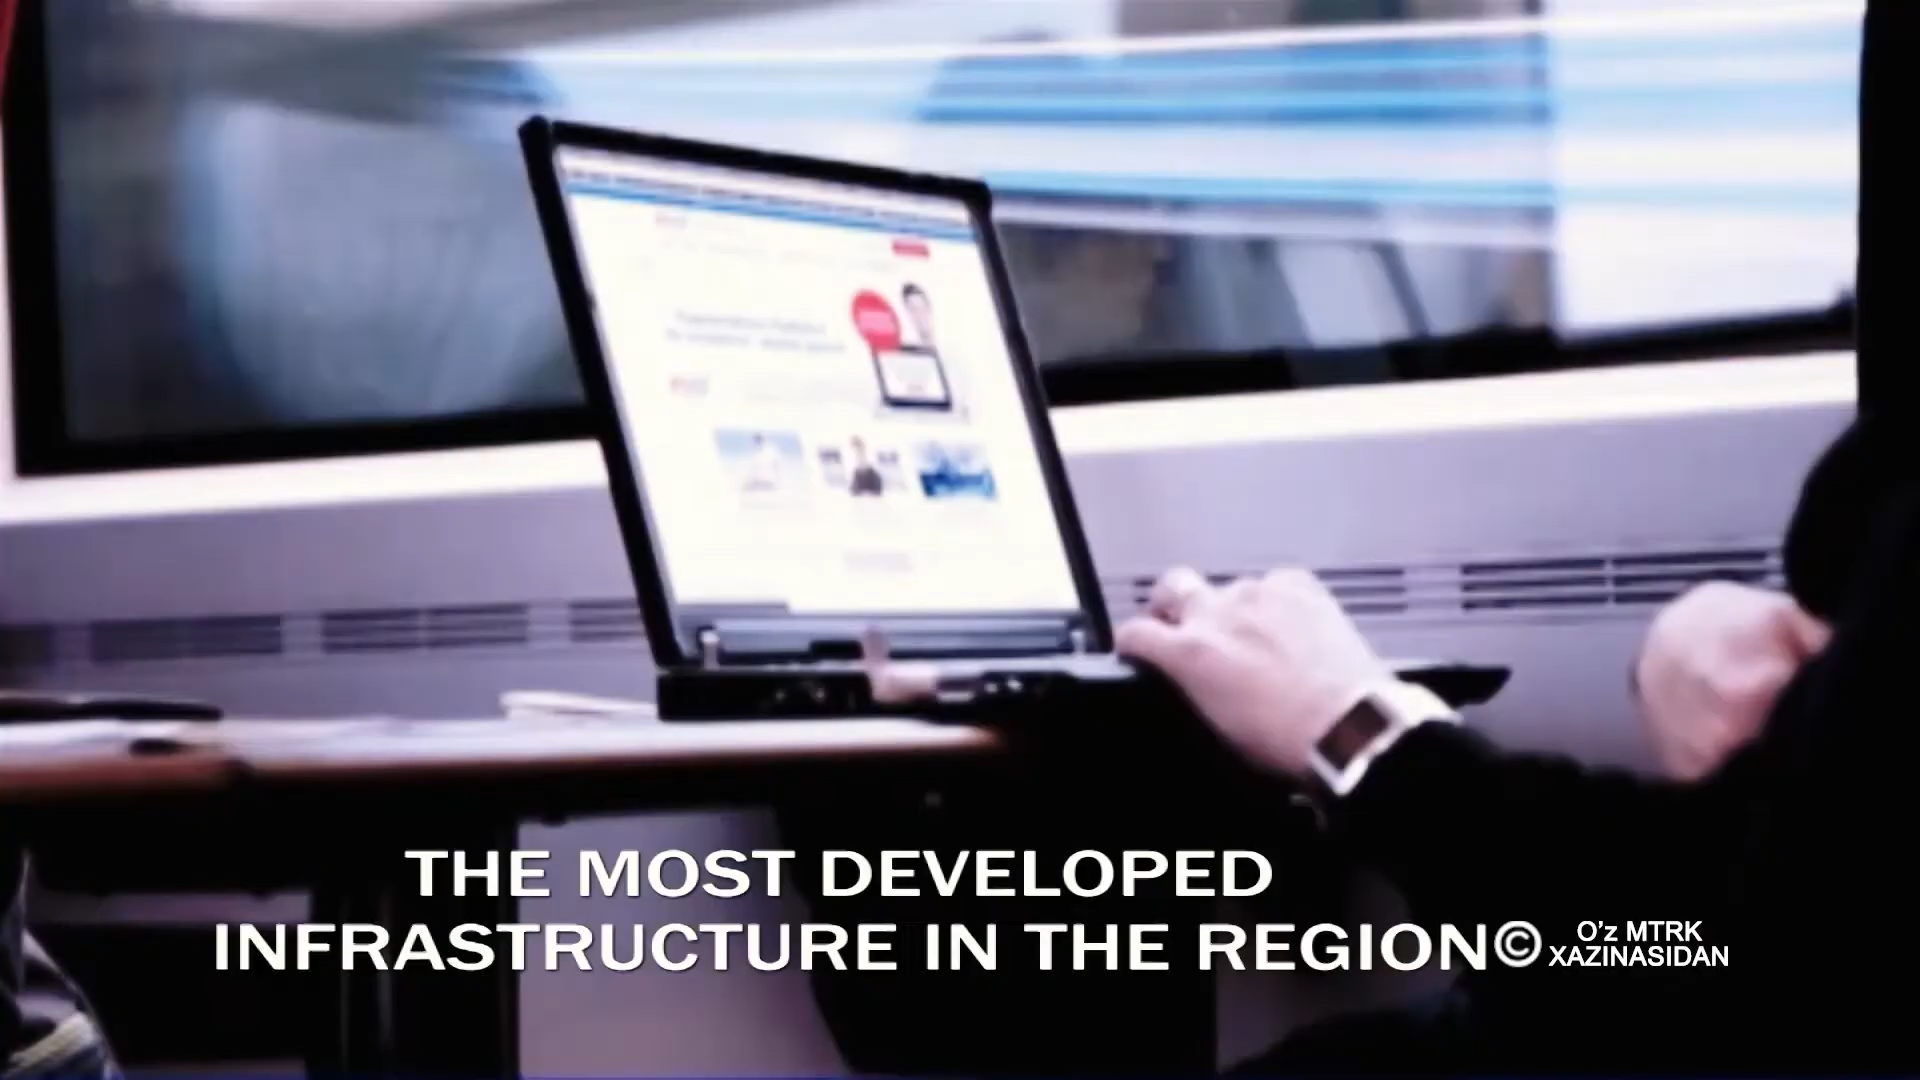 THE MOST DEVELOPED
INFRASTRUCTURE IN THE REGION
© O'z MTRK
XAZINASIDAN